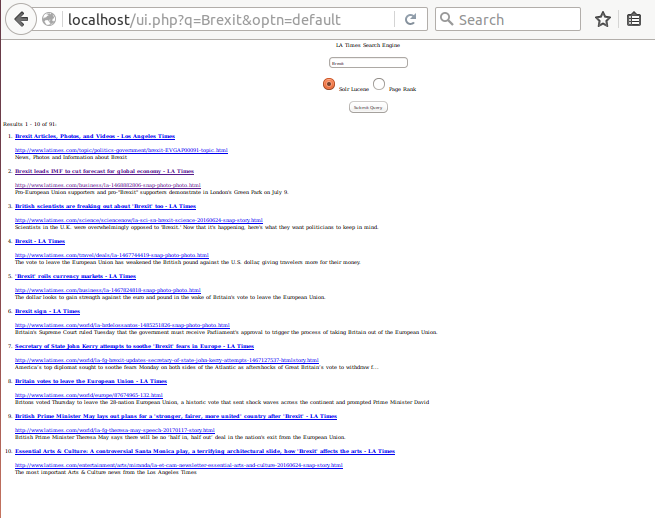 localhost/ui.php?q=Brexit&optn=default
Search
LA Times Search Engine
Brexit
Solr Lucene Page Rank
Submit Query
Results 1 - 10 of 91:
1. Brexit Articles, Photos, and Videos - Los Angeles Times
http://www.latimes.com/topic/politics-government/brexit-EVGAP00091-topic.html
News, Photos and Information about Brexit
2. Brexit leads IMF to cut forecast for global economy - LA Times
http://www.latimes.com/business/la-1468882806-snap-photo-photo.html
Pro-European Union supporters and pro-"Brexit" supporters demonstrate in London's Green Park on July 9.
3. British scientists are freaking out about 'Brexit' too - LA Times
http://www.latimes.com/science/sciencenow/la-sci-sn-brexit-science-20160624-snap-story.html
Scientists in the U.K. were overwhelmingly opposed to 'Brexit.' Now that it's happening, here's what they want politicians to keep in mind.
4. Brexit - LA Times
http://www.latimes.com/travel/deals/la-1467744419-snap-photo-photo.html
The vote to leave the European Union has weakened the British pound against the U.S. dollar, giving travelers more for their money.
5. 'Brexit' roils currency markets - LA Times
http://www.latimes.com/business/la-1467824818-snap-photo-photo.html
The dollar looks to gain strength against the euro and pound in the wake of Britain's vote to leave the European Union.
6. Brexit sign - LA Times
http://www.latimes.com/world/la-hrdelossantos-1485251826-snap-photo-photo.html
Britain's Supreme Court ruled Tuesday that the government must receive Parliament's approval to trigger the process of taking Britain out of the European Union.
7. Secretary of State John Kerry attempts to soothe 'Brexit' fears in Europe - LA Times
http://www.latimes.com/world/la-fg-brexit-updates-secretary-of-state-john-kerry-attempts-1467127537-htmlstory.html
America's top diplomat sought to soothe fears Monday on both sides of the Atlantic as aftershocks of Great Britain's vote to withdraw f...
8. Britain votes to leave the European Union - LA Times
http://www.latimes.com/world/europe/87674965-132.html
Britons voted Thursday to leave the 28-nation European Union, a historic vote that sent shock waves across the continent and prompted Prime Minister David
9. British Prime Minister May lays out plans for a 'stronger, fairer, more united' country after 'Brexit' - LA Times
http://www.latimes.com/world/la-fg-theresa-may-speech-20170117-story.html
British Prime Minister Theresa May says there will be no 'half in, half out' deal in the nation's exit from the European Union.
10. Essential Arts & Culture: A controversial Santa Monica play, a terrifying architectural slide, how 'Brexit' affects the arts - LA Times
http://www.latimes.com/entertainment/arts/miranda/la-et-cam-newsletter-essential-arts-and-culture-20160624-snap-story.html
The most important Arts & Culture news from the Los Angeles Times